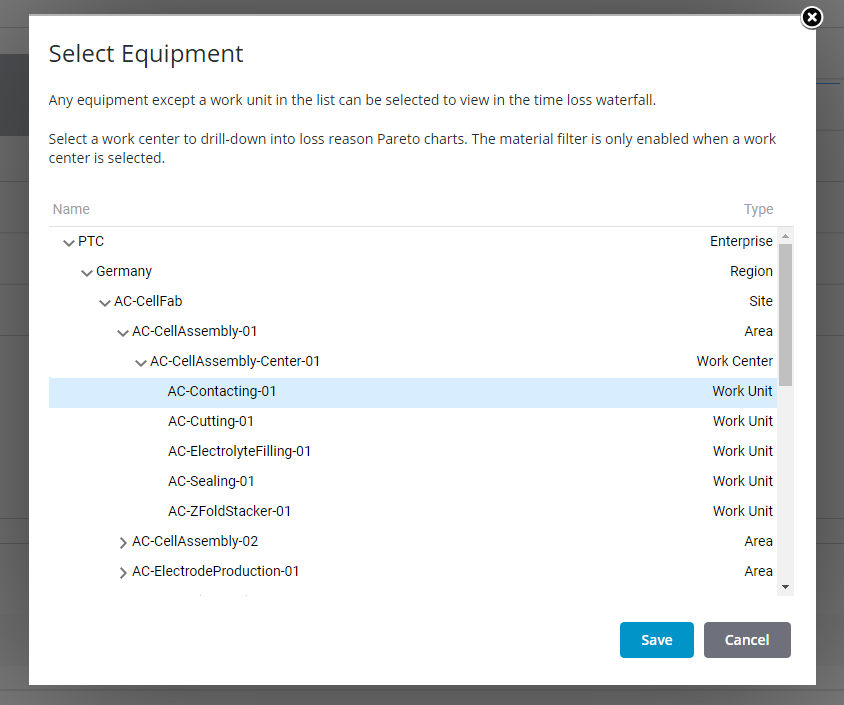 Select Equipment
Any equipment except a work unit in the list can be selected to view in the time loss waterfall.
Select a work center to drill-down into loss reason Pareto charts. The material filter is only enabled when a work
center is selected.
Name Type
PTC Enterprise
Germany Region
AC-CellFab Site
AC-CellAssembly-01 Area
AC-CellAssembly-Center-01 Work Center
AC-Contacting-01 Work Unit
AC-Cutting-01 Work Unit
AC-ElectrolyteFilling-01 Work Unit
AC-Sealing-01 Work Unit
AC-ZFoldStacker-01 Work Unit
AC-CellAssembly-02 Area
AC-ElectrodeProduction-01 Area
Save Cancel